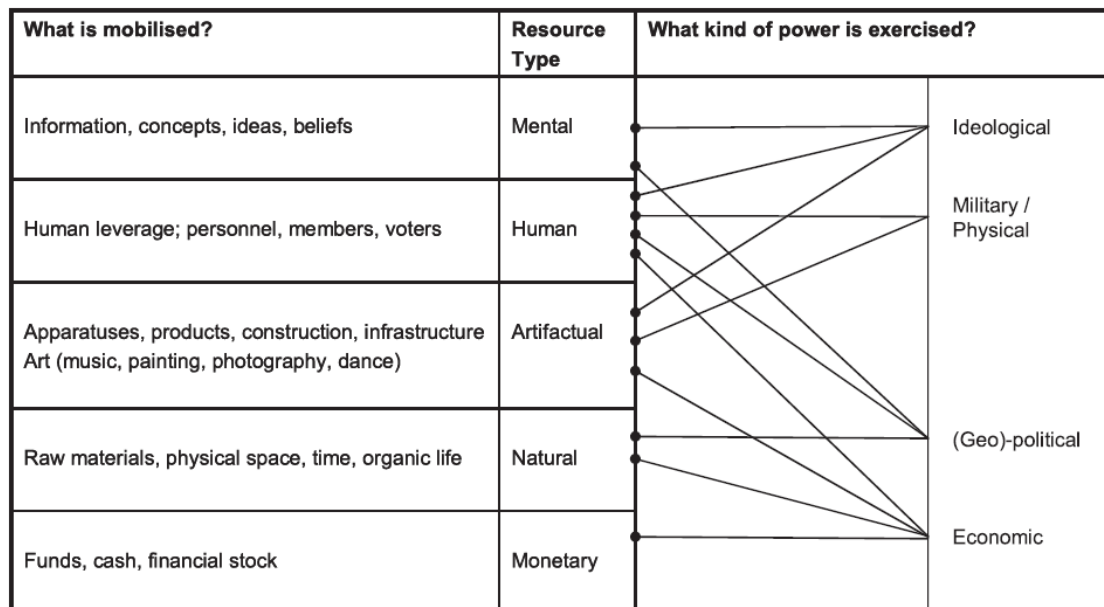 What is mobilised?
Resource
Type
What kind of power is exercised?
Information, concepts, ideas, beliefs
Mental
Ideological
Human leverage; personnel, members, voters
Human
Military /
Physical
Apparatuses, products, construction, infrastructure
Art (music, painting, photography, dance)
Artifactual
Raw materials, physical space, time, organic life
Natural
(Geo)-political
Funds, cash, financial stock
Monetary
Economic